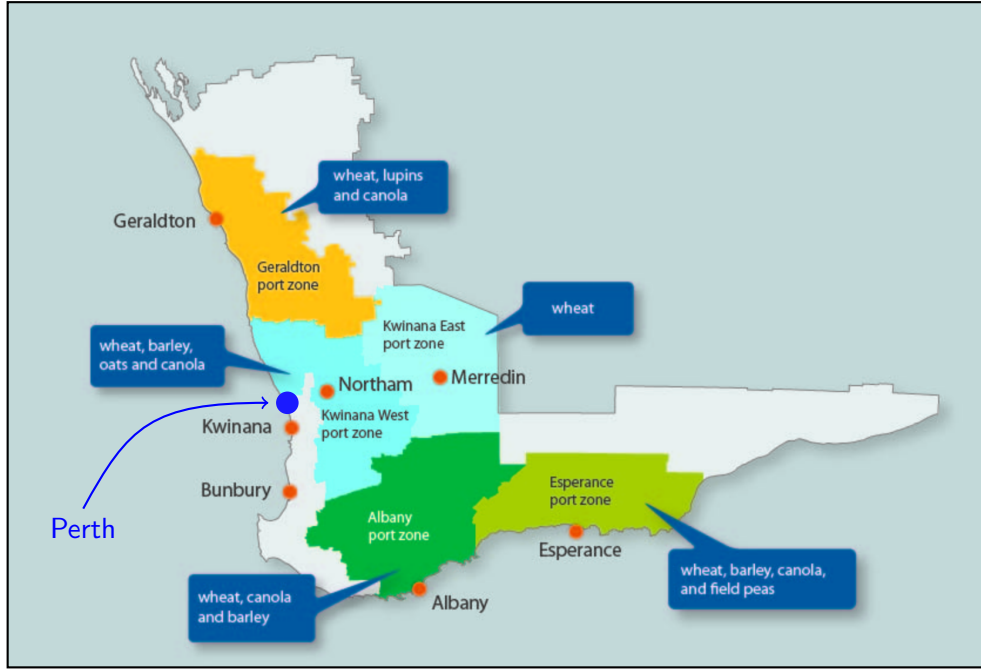 wheat, lupins
and canola
Geraldton
Geraldton
port zone
wheat
Kwinana East
port zone
wheat, barley,
oats and canola
Merredin
Northam
Kwinana West
port zone
Kwinana
Bunbury
Perth
Esperance
port zone
Albany
port zone
Esperance
wheat, barley, canola,
and field peas
wheat, canola
and barley
Albany